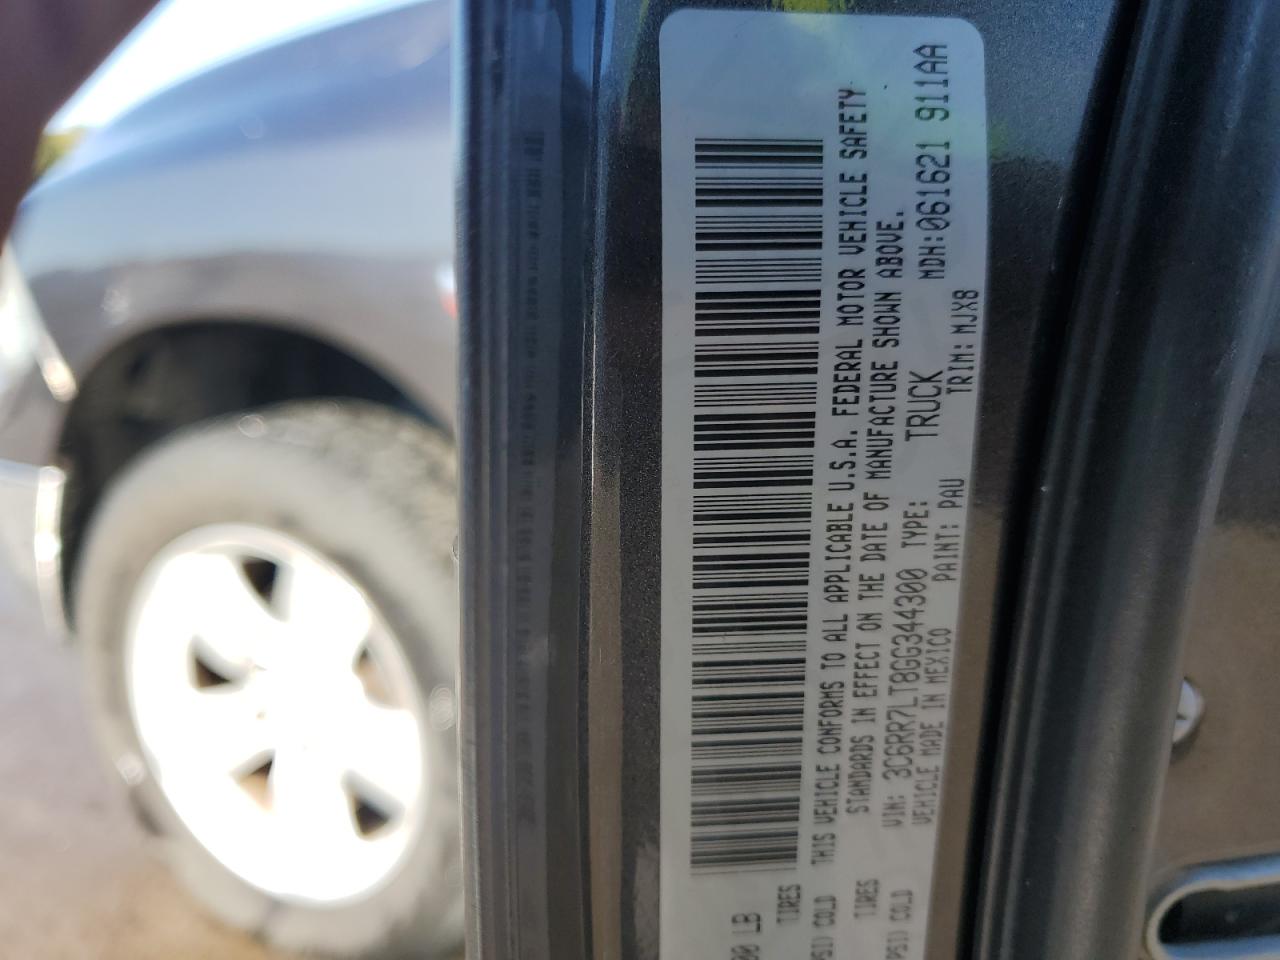 00 LB
TIRES
PSI) COLD
TIRES
PSI) COLD
THIS VEHICLE CONFORMS TO ALL APPLICABLE U.S.A. FEDERAL MOTOR VEHICLE SAFETY
STANDARDS IN EFFECT ON THE DATE OF MANUFACTURE SHOWN ABOVE.
VIN: 3C6RR7LT8GG344300 TYPE: TRUCK MDH:061621 911AA
VEHICLE MADE IN MEXICO PAINT: PAU TRIM: MJX8